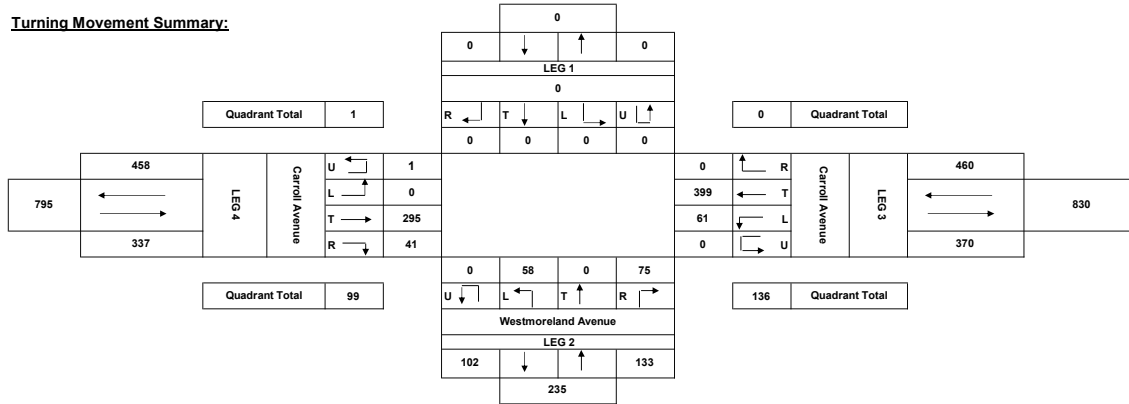 Turning Movement Summary:
0
0 0
LEG 1
0
Quadrant Total 1
R T L U
0 Quadrant Total
0 0 0 0
458
U 1
0 R
460
795
LEG 4
Carroll Avenue
L 0
399 T
Carroll Avenue
LEG 3
830
T 295
61 L
337
R 41
0 U
370
0 58 0 75
Quadrant Total 99
U L T R
136 Quadrant Total
Westmoreland Avenue
LEG 2
102 133
235